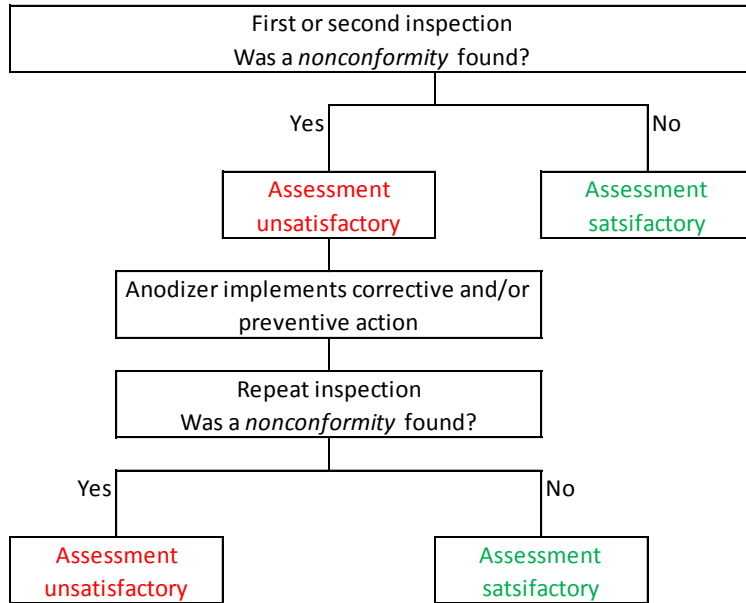 First or second inspection
Was a nonconformity found?
Yes
No
Assessment
unsatisfactory
Assessment
satsifactory
Anodizer implements corrective and/or
preventive action
Repeat inspection
Was a nonconformity found?
Yes
No
Assessment
unsatisfactory
Assessment
satsifactory